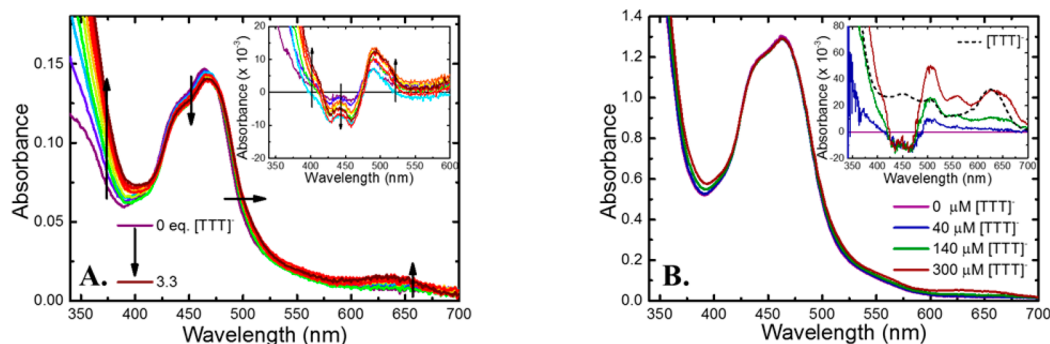 A.
Absorbance
0.15
0.10
0.05
0.00
350 400 450 500 550 600 650 700
Wavelength (nm)
0 eq. [TTT]-
3.3
Absorbance (x 10-3)
20
10
0
10
20
350 400 450 500 550 600
Wavelength (nm)
B.
Absorbance
1.4
1.2
1.0
0.8
0.6
0.4
0.2
0.0
350 400 450 500 550 600 650 700
Wavelength (nm)
0 μM [TTT]-
40 μM [TTT]-
140 μM [TTT]-
300 μM [TTT]-
Absorbance (x 10-3)
80
60
40
20
0
-20
350 400 450 500 550 600 650 700
Wavelength (nm)
[TTT]-